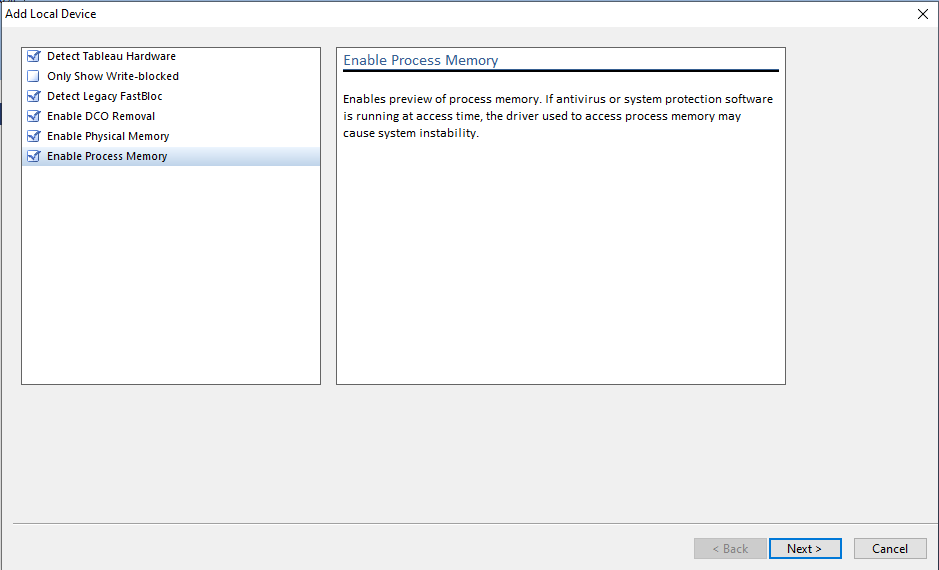 Add Local Device
Detect Tableau Hardware
Only Show Write-blocked
Detect Legacy FastBloc
Enable DCO Removal
Enable Physical Memory
Enable Process Memory
Enable Process Memory
Enables preview of process memory. If antivirus or system protection software
is running at access time, the driver used to access process memory may
cause system instability.
< Back
Next >
Cancel